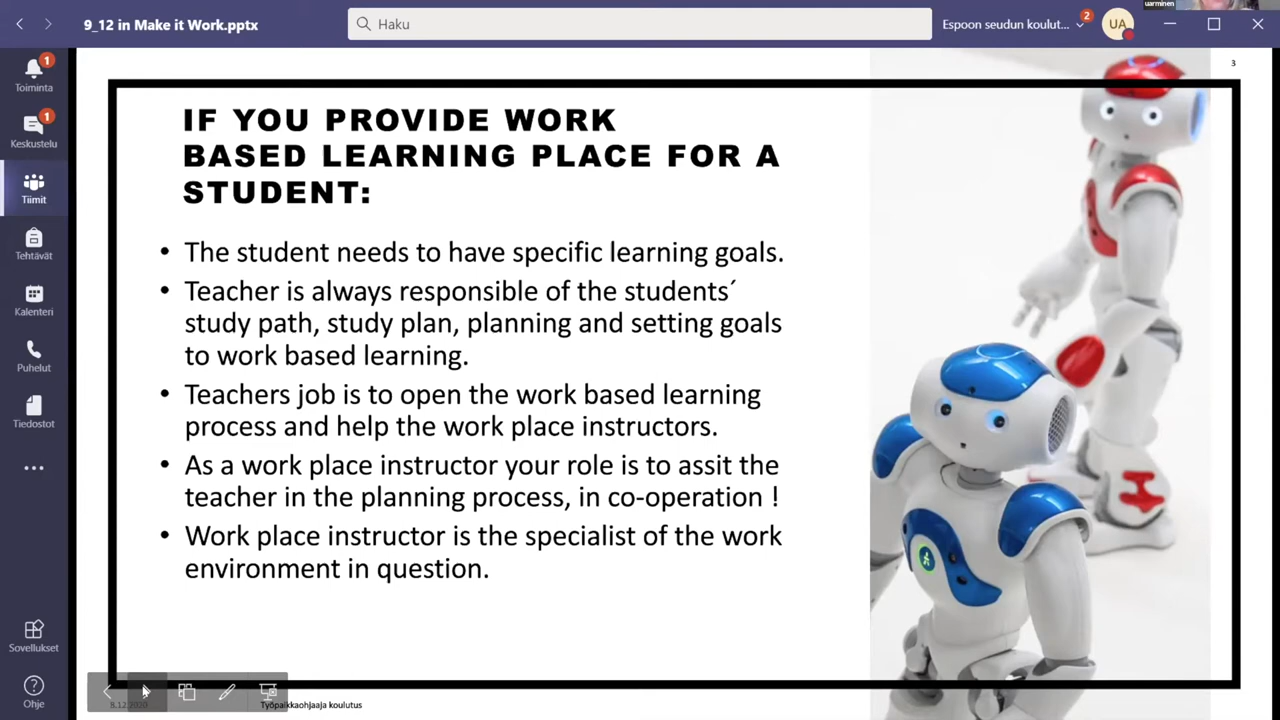 uarminen
9_12 in Make it Work.pptx
Haku
Espoon seudun koulut...
2
UA
1
Toiminta
1
Keskustelu
Tiimit
Tehtävät
Kalenteri
Puhelut
Tiedostot
Sovellukset
Ohje
3
IF YOU PROVIDE WORK
BASED LEARNING PLACE FOR A
STUDENT:
• The student needs to have specific learning goals.
• Teacher is always responsible of the students´
study path, study plan, planning and setting goals
to work based learning.
• Teachers job is to open the work based learning
process and help the work place instructors.
• As a work place instructor your role is to assit the
teacher in the planning process, in co-operation !
• Work place instructor is the specialist of the work
environment in question.
8.12.2020
Työpaikkaohjaaja koulutus